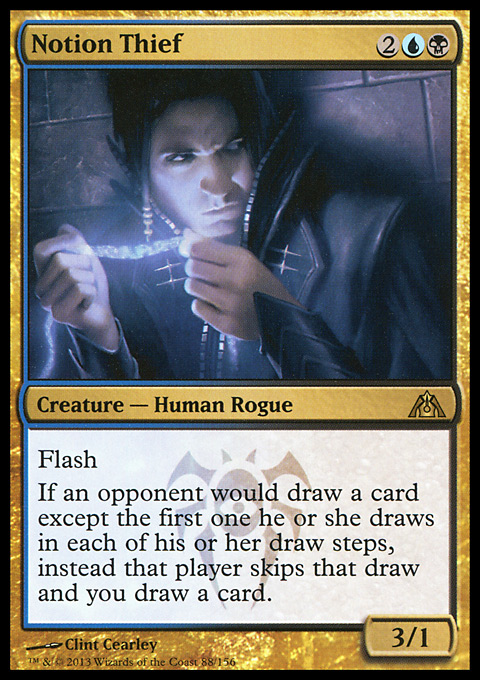 Notion Thief 2
Creature — Human Rogue
Flash
If an opponent would draw a card
except the first one he or she draws
in each of his or her draw steps,
instead that player skips that draw
and you draw a card.
3/1
Clint Cearley
™ & © 2013 Wizards of the Coast 88/156